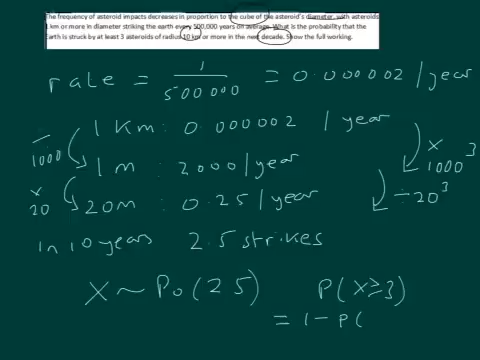 The frequency of asteroid impacts decreases in proportion to the cube of the asteroid's diameter, with asteroids
1 km or more in diameter striking the earth every 500,000 years on average. What is the probability that the
Earth is struck by at least 3 asteroids of radius 10 km or more in the next decade. Show the full working.
rate = 1/500000 = 0.000002 /year
1 Km: 0.000002 / year
÷1000 × 1000³
1 m: 2000/year
× 20 ÷20³
20m: 0.25/year
In 10 years 2.5 strikes
X ~ Po(2.5) P(X≥3)
= 1 - P(